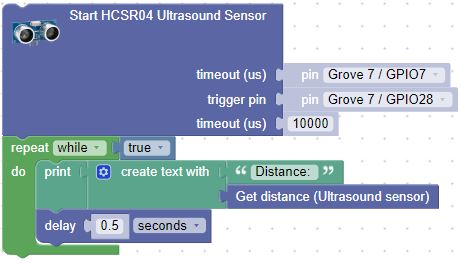 Start HCSR04 Ultrasound Sensor
timeout (us) pin Grove 7 / GPIO7
trigger pin pin Grove 7 / GPIO28
timeout (us) 10000
repeat while true
do print create text with “ Distance: ”
Get distance (Ultrasound sensor)
delay 0.5 seconds